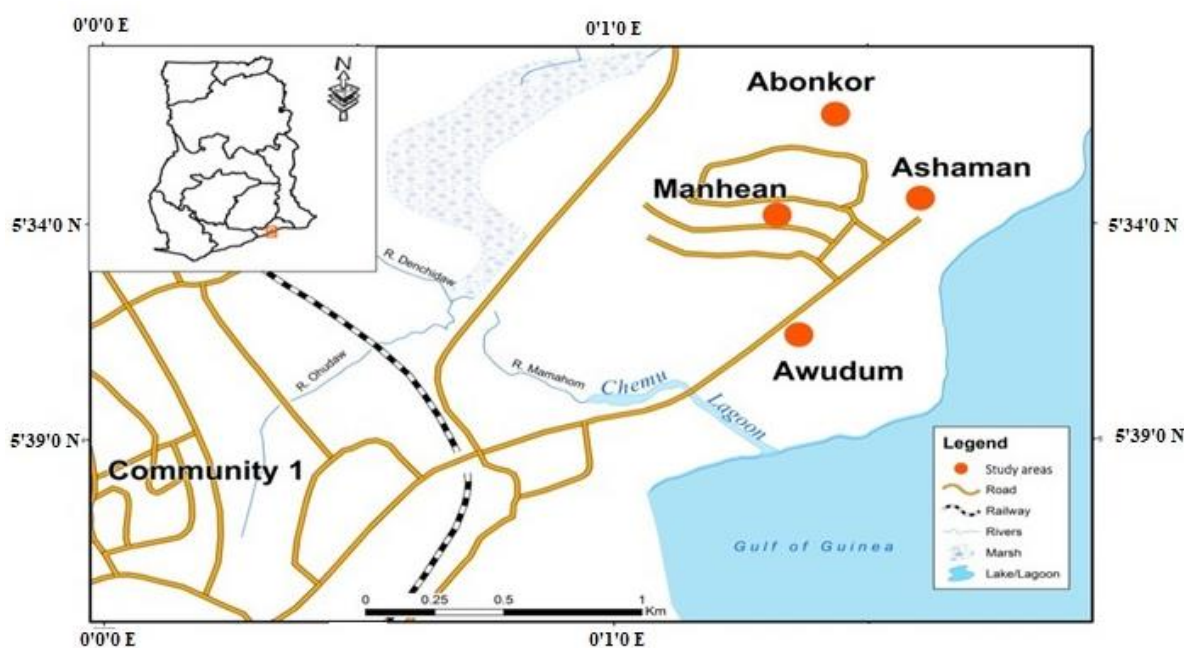 0'0'0 E
0'1'0 E
N
Abonkor
Ashaman
Manhean
5'34'0 N
5'34'0 N
R. Denchidaw
R. Ohudaw
R. Mamahom
Chemu
Lagoon
Awudum
5'39'0 N
5'39'0 N
Community 1
Gulf of Guinea
Legend
Study areas
Road
Railway
Rivers
Marsh
Lake/Lagoon
0 0.25 0.5 1
Km
0'0'0 E
0'1'0 E